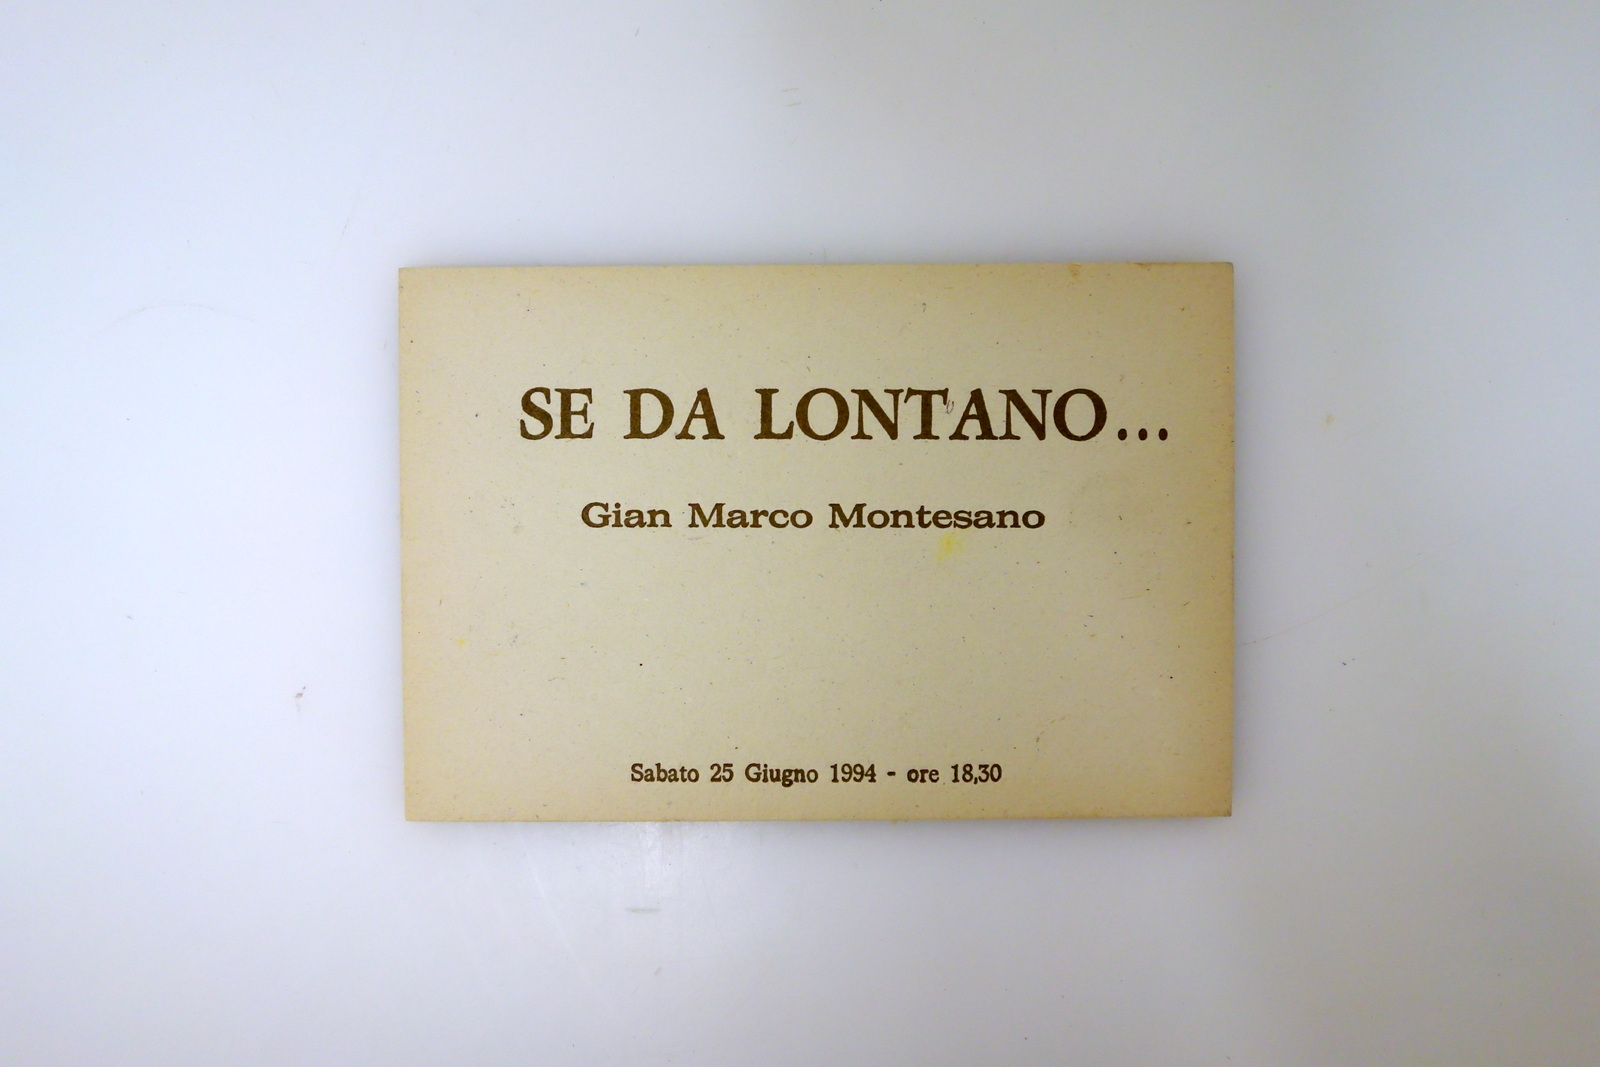 SE DA LONTANO...
Gian Marco Montesano
Sabato 25 Giugno 1994 - ore 18,30